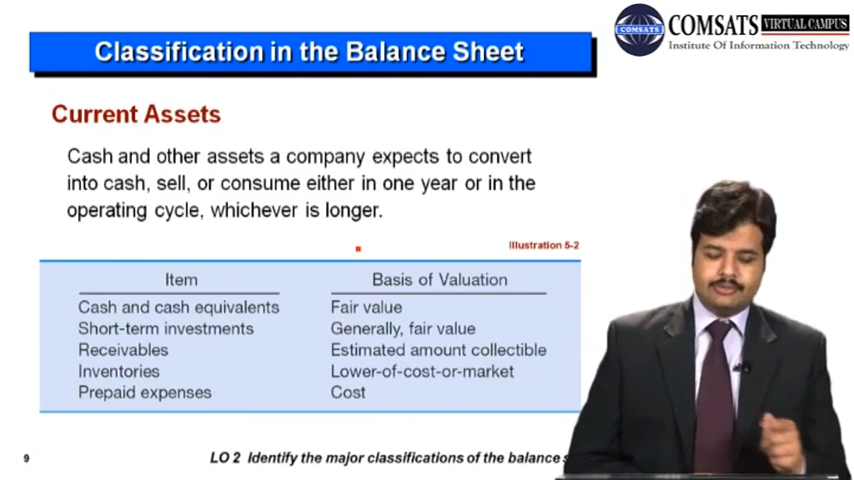 Classification in the Balance Sheet
COMSATS VIRTUAL CAMPUS
Institute Of Information Technology
COMSATS
Current Assets
Cash and other assets a company expects to convert
into cash, sell, or consume either in one year or in the
operating cycle, whichever is longer.
Illustration 5-2
Item Basis of Valuation
Cash and cash equivalents Fair value
Short-term investments Generally, fair value
Receivables Estimated amount collectible
Inventories Lower-of-cost-or-market
Prepaid expenses Cost
9 LO 2 Identify the major classifications of the balance s